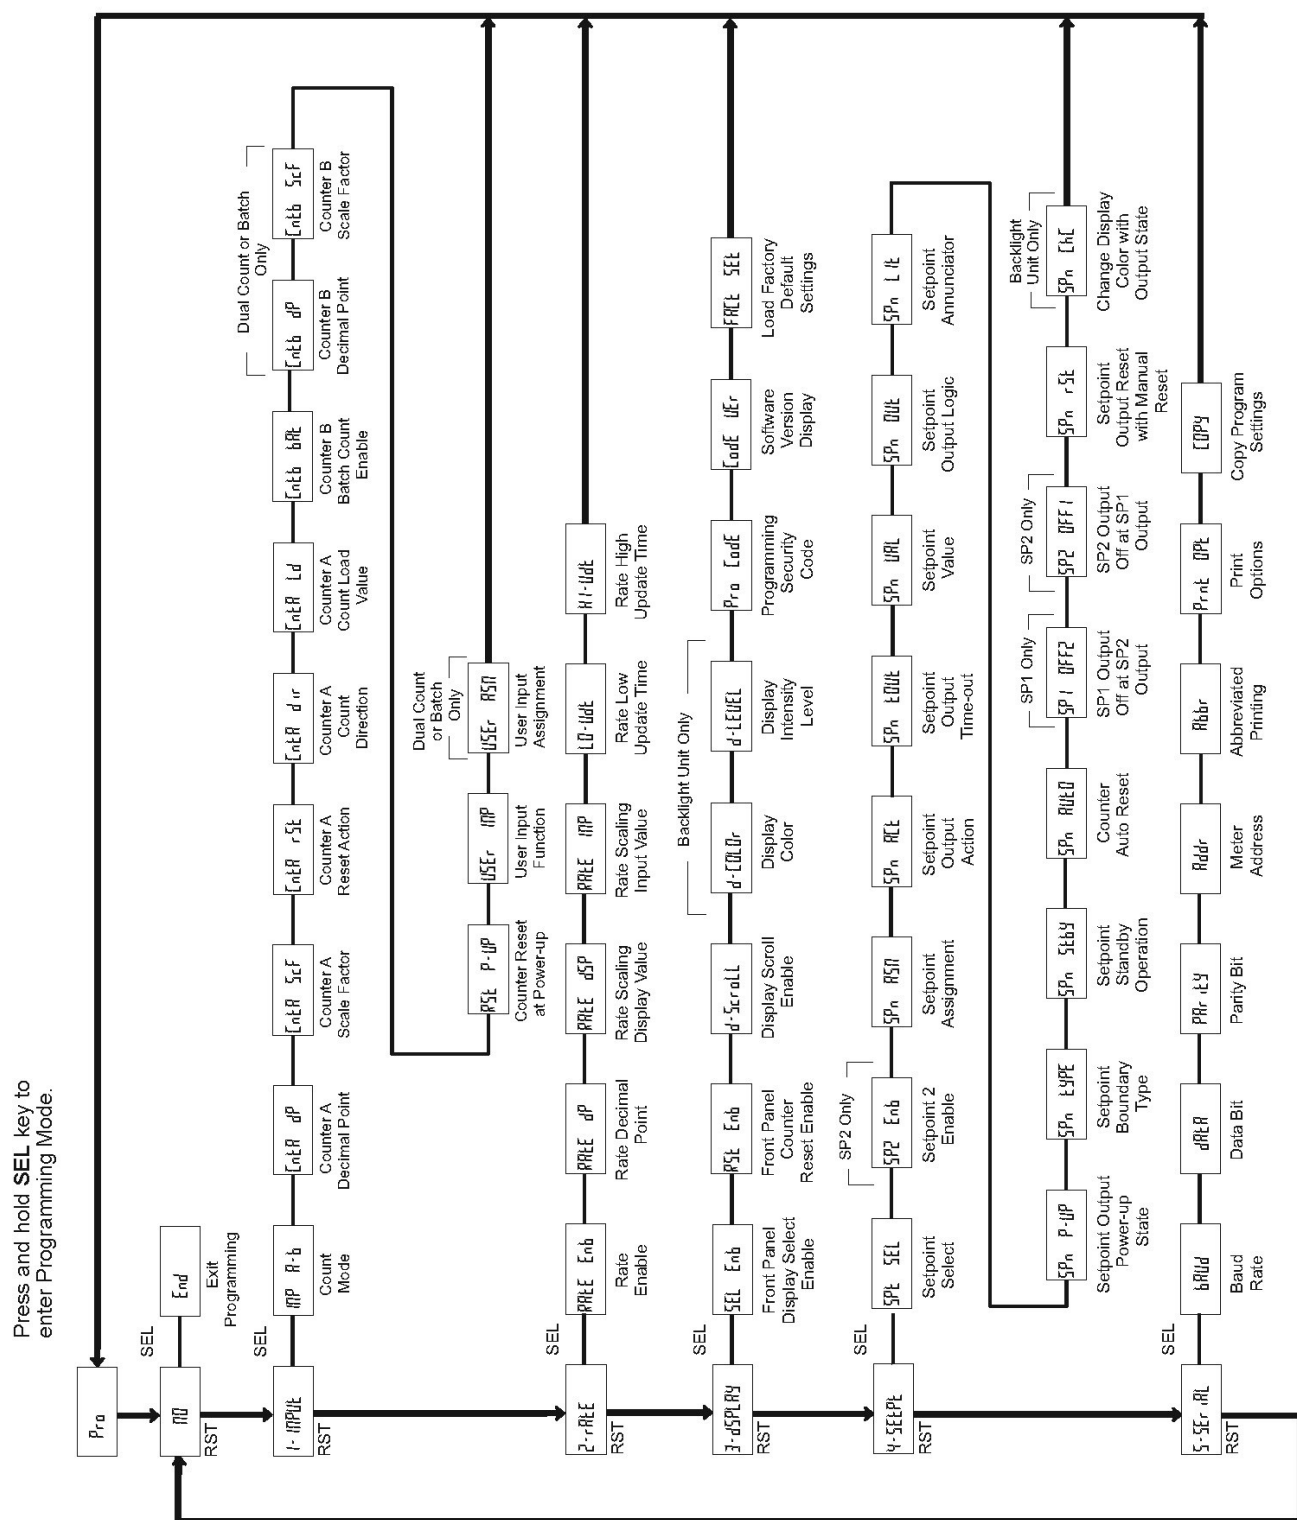 Press and hold SEL key to
enter Programming Mode.
Pro
NO
SEL
End
Exit
Programming
RST
1-INPUt
SEL
INP A-b
Count
Mode
CntA dP
Counter A
Decimal Point
CntA ScF
Counter A
Scale Factor
CntA rSt
Counter A
Reset Action
CntA dir
Counter A
Count
Direction
CntA Ld
Counter A
Count Load
Value
Cntb bAt
Counter B
Batch Count
Enable
Dual Count or Batch
Only
Cntb dP
Counter B
Decimal Point
Cntb ScF
Counter B
Scale Factor
RSt P-UP
Counter Reset
at Power-up
USEr INP
User Input
Function
Dual Count
or Batch
Only
USEr ASN
User Input
Assignment
RST
2-rAtE
SEL
RAtE Enb
Rate
Enable
RAtE dP
Rate Decimal
Point
RAtE dSP
Rate Scaling
Display Value
RAtE INP
Rate Scaling
Input Value
LO-Udt
Rate Low
Update Time
HI-Udt
Rate High
Update Time
RST
3-dSPLAY
SEL
SEL Enb
Front Panel
Display Select
Enable
RSt Enb
Front Panel
Counter
Reset Enable
d-ScroLL
Display Scroll
Enable
Backlight Unit Only
d-COLOr
Display
Color
d-LEVEL
Display
Intensity
Level
Pro CodE
Programming
Security
Code
CodE VEr
Software
Version
Display
FACt SEt
Load Factory
Default
Settings
RST
4-SEtPt
SEL
SPt SEL
Setpoint
Select
SP2 Only
SP2 Enb
Setpoint 2
Enable
SPn ASN
Setpoint
Assignment
SPn ACt
Setpoint
Output
Action
SPn tOUt
Setpoint
Output
Time-out
SPn VAL
Setpoint
Value
SPn OUt
Setpoint
Output Logic
SPn LIt
Setpoint
Annunciator
SPn P-UP
Setpoint Output
Power-up
State
SPn tYPE
Setpoint
Boundary
Type
SPn Stby
Setpoint
Standby
Operation
SPn AUtO
Counter
Auto Reset
SP1 Only
SP1 OFF2
SP1 Output
Off at SP2
Output
SP2 Only
SP2 OFF1
SP2 Output
Off at SP1
Output
SPn rSt
Setpoint
Output Reset
with Manual
Reset
Backlight
Unit Only
SPn ChC
Change Display
Color with
Output State
RST
5-SEriAL
SEL
bAUd
Baud
Rate
dAtA
Data Bit
PAritY
Parity Bit
Addr
Meter
Address
Abbr
Abbreviated
Printing
Prnt OPt
Print
Options
COPY
Copy Program
Settings
RST